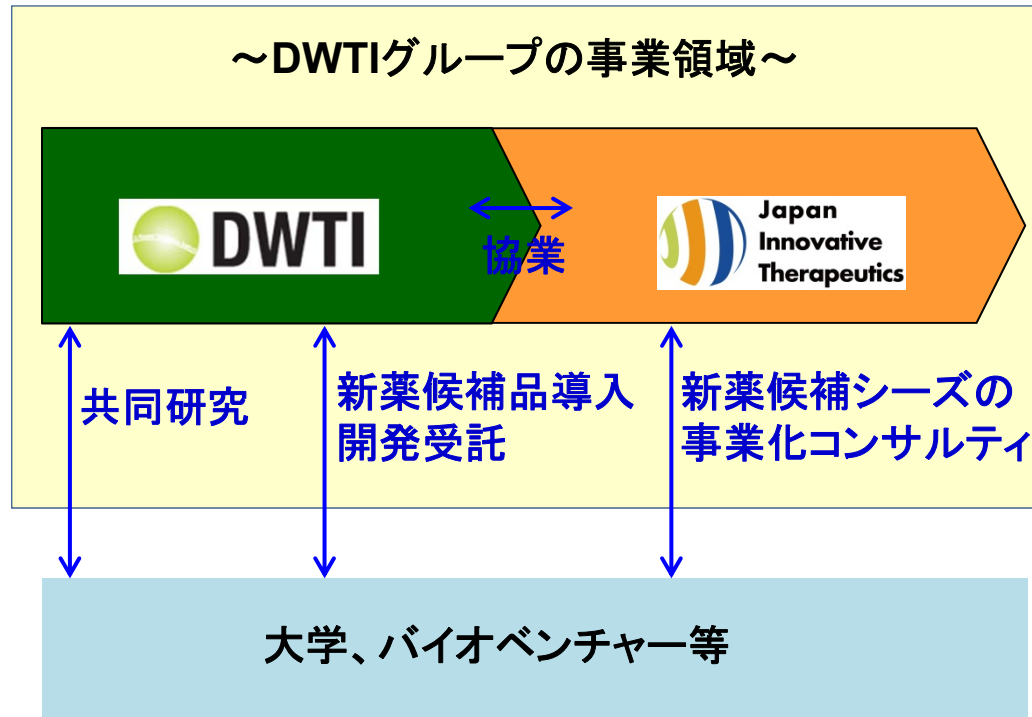 ～DWTIグループの事業領域～
DWTI
Japan
Innovative
Therapeutics
協業
共同研究
新薬候補品導入
開発受託
新薬候補シーズの
事業化コンサルティ
大学、バイオベンチャー等